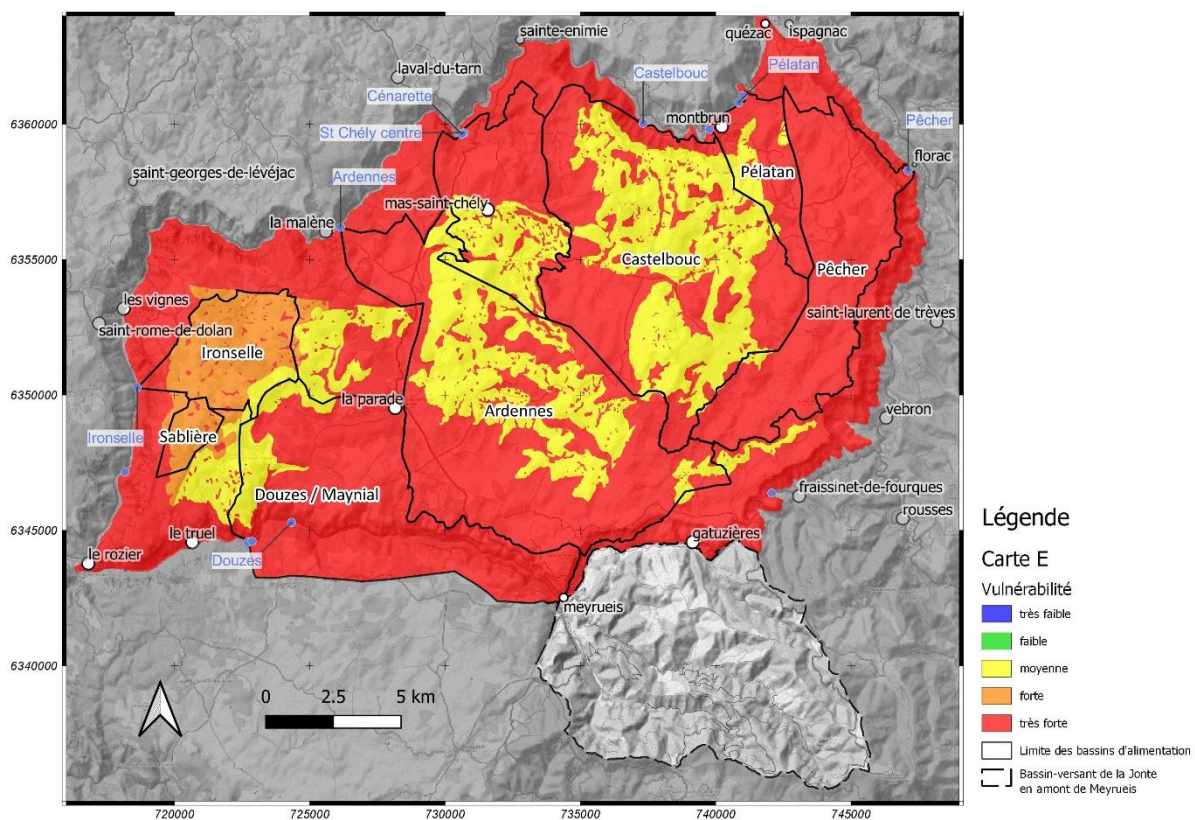 sainte-enimie
quézac
ispagnac
laval-du-tarn
Castelbouc
Pélatan
Cénarette
6360000
St Chély centre
montbrun
Pêcher
florac
saint-georges-de-lévéjac
Ardennes
Pélatan
mas-saint-chély
la malène
6355000
Castelbouc
Pêcher
les vignes
saint-laurent de trèves
saint-rome-de-dolan
Ironselle
6350000
la parade
Ardennes
vebron
Ironselle
Sablière
Douzes / Maynial
fraissinet-de-fourques
rousses
6345000
le truel
gatuzières
le rozier
Douzes
meyrueis
6340000
0 2.5 5 km
720000 725000 730000 735000 740000 745000
Légende
Carte E
Vulnérabilité
très faible
faible
moyenne
forte
très forte
Limite des bassins d'alimentation
Bassin-versant de la Jonte
en amont de Meyrueis